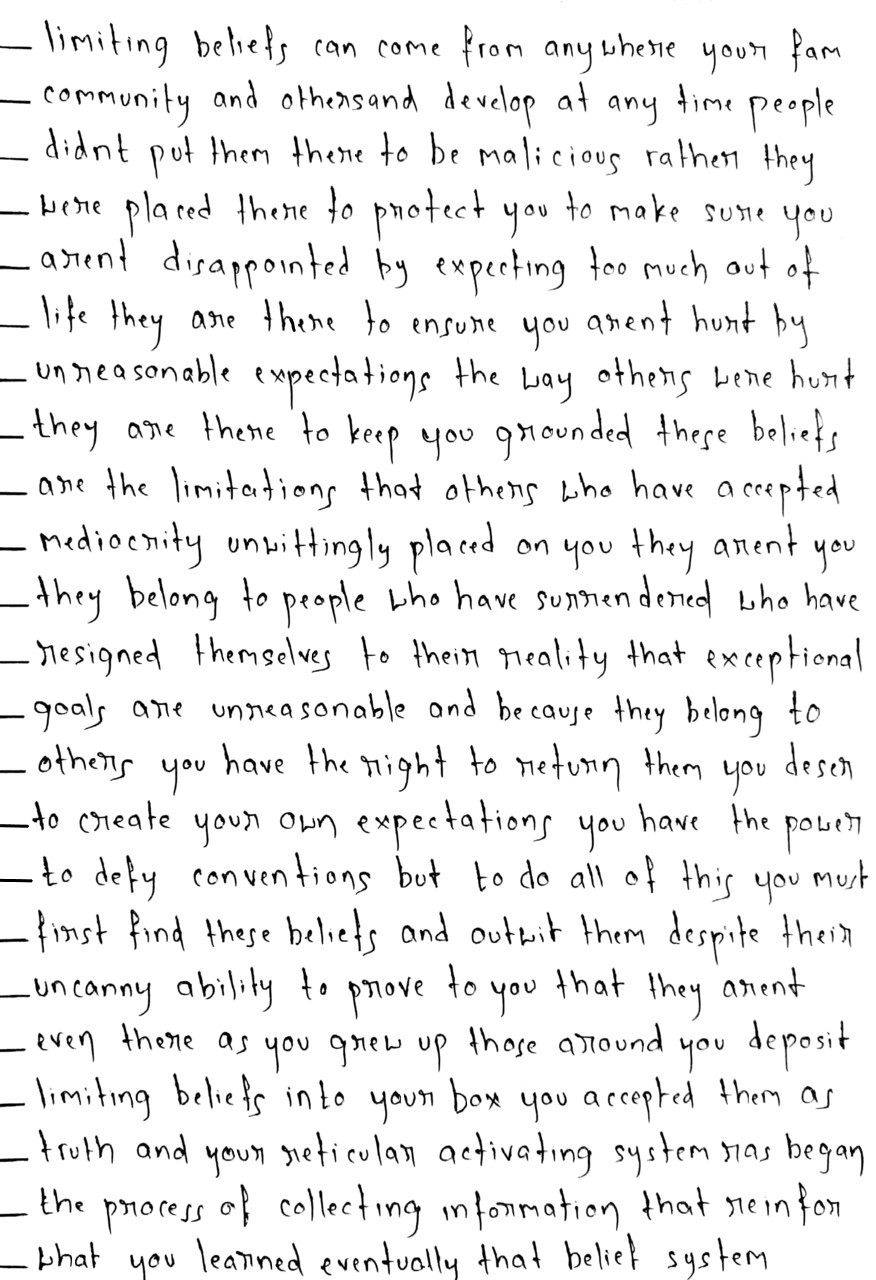 limiting beliefs can come from anywhere your fam
community and othersand develop at any time people
didnt put them there to be malicious rather they
were placed there to protect you to make sure you
arent disappointed by expecting too much out of
life they are there to ensure you arent hurt by
unreasonable expectations the way others were hurt
they are there to keep you grounded these beliefs
are the limitations that others who have accepted
mediocrity unwittingly placed on you they arent you
they belong to people who have surrendered who have
resigned themselves to their reality that exceptional
goals are unreasonable and because they belong to
others you have the right to return them you deser
to create your own expectations you have the power
to defy conventions but to do all of this you must
first find these beliefs and outwit them despite their
uncanny ability to prove to you that they arent
even there as you grew up those around you deposit
limiting beliefs into your box you accepted them as
truth and your reticular activating system ras began
the process of collecting information that reinfor
what you learned eventually that belief system